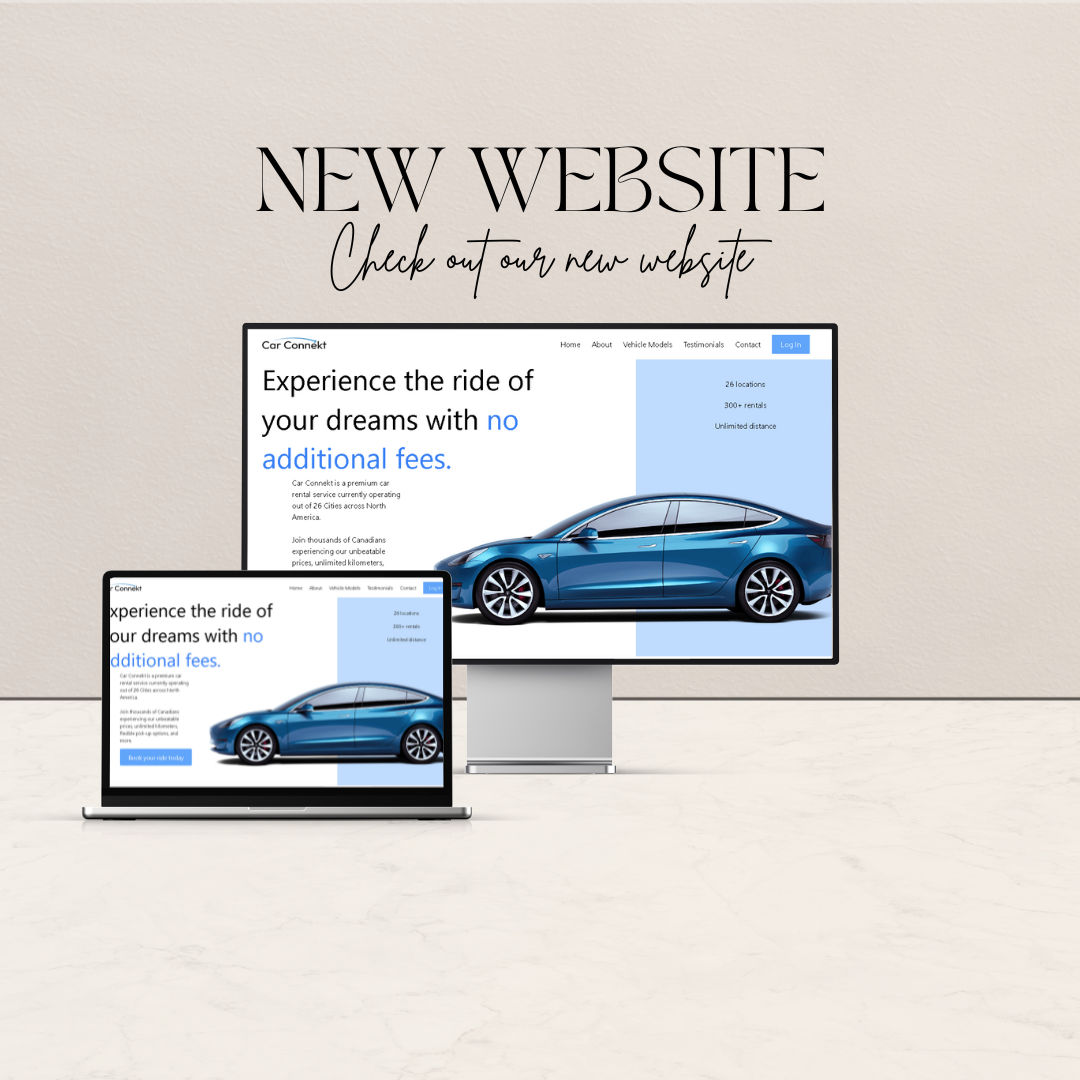 NEW WEBSITE
Check out our new website
Car Connekt
Home About Vehicle Models Testimonials Contact Log In
Experience the ride of
your dreams with no
additional fees.
26 locations
300+ rentals
Unlimited distance
Car Connekt is a premium car
rental service currently operating
out of 26 Cities across North
America.
Join thousands of Canadians
experiencing our unbeatable
prices, unlimited kilometers,
r Connekt
Home About Vehicle Models Testimonials Contact Log In
xperience the ride of
our dreams with no
dditional fees.
26 locations
300+ rentals
Unlimited distance
Car Connekt is a premium car
rental service currently operating
out of 26 Cities across North
America.
Join thousands of Canadians
experiencing our unbeatable
prices, unlimited kilometers,
flexible pick-up options, and
more.
Book your ride today